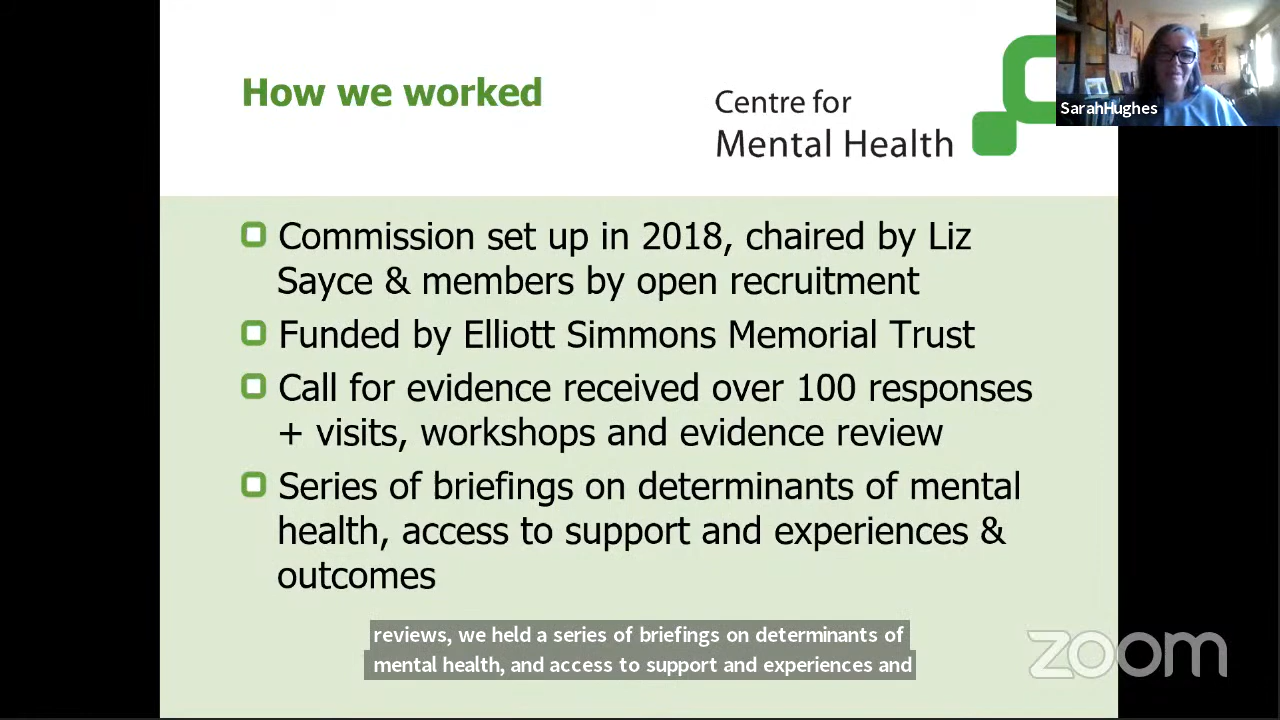 How we worked
Centre for
Mental Health
SarahHughes
Commission set up in 2018, chaired by Liz
Sayce & members by open recruitment
Funded by Elliott Simmons Memorial Trust
Call for evidence received over 100 responses
+ visits, workshops and evidence review
Series of briefings on determinants of mental
health, access to support and experiences &
outcomes
reviews, we held a series of briefings on determinants of
mental health, and access to support and experiences and
zoom